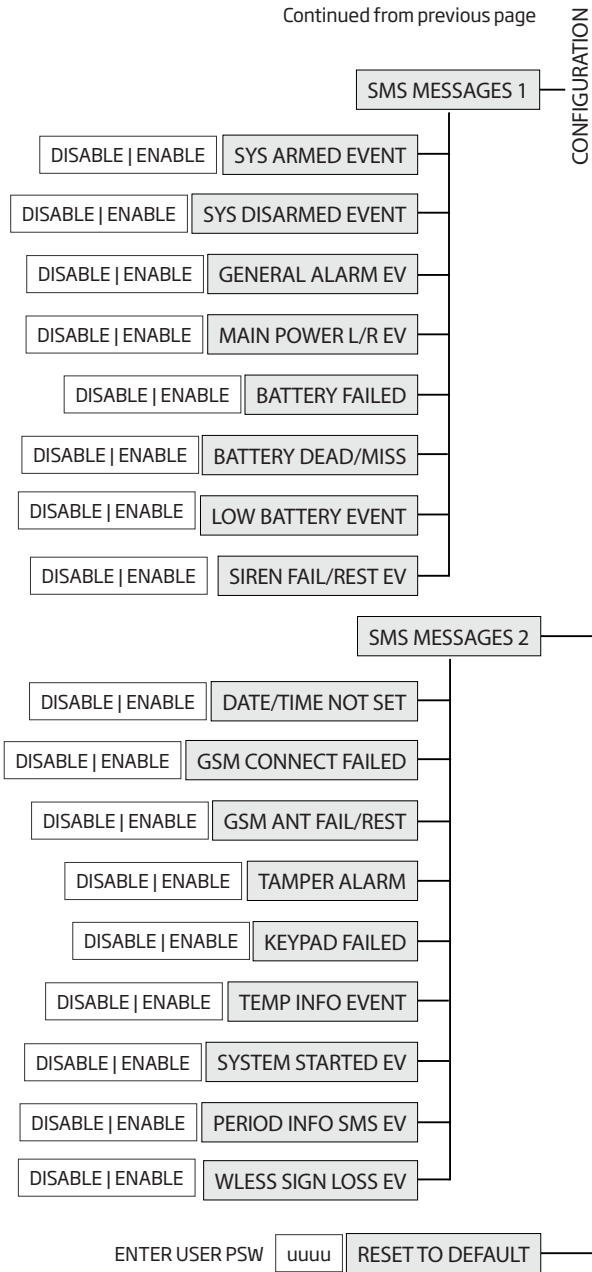 Continued from previous page
CONFIGURATION
SMS MESSAGES 1
DISABLE | ENABLE SYS ARMED EVENT
DISABLE | ENABLE SYS DISARMED EVENT
DISABLE | ENABLE GENERAL ALARM EV
DISABLE | ENABLE MAIN POWER L/R EV
DISABLE | ENABLE BATTERY FAILED
DISABLE | ENABLE BATTERY DEAD/MISS
DISABLE | ENABLE LOW BATTERY EVENT
DISABLE | ENABLE SIREN FAIL/REST EV
SMS MESSAGES 2
DISABLE | ENABLE DATE/TIME NOT SET
DISABLE | ENABLE GSM CONNECT FAILED
DISABLE | ENABLE GSM ANT FAIL/REST
DISABLE | ENABLE TAMPER ALARM
DISABLE | ENABLE KEYPAD FAILED
DISABLE | ENABLE TEMP INFO EVENT
DISABLE | ENABLE SYSTEM STARTED EV
DISABLE | ENABLE PERIOD INFO SMS EV
DISABLE | ENABLE WLESS SIGN LOSS EV
ENTER USER PSW uuuu RESET TO DEFAULT